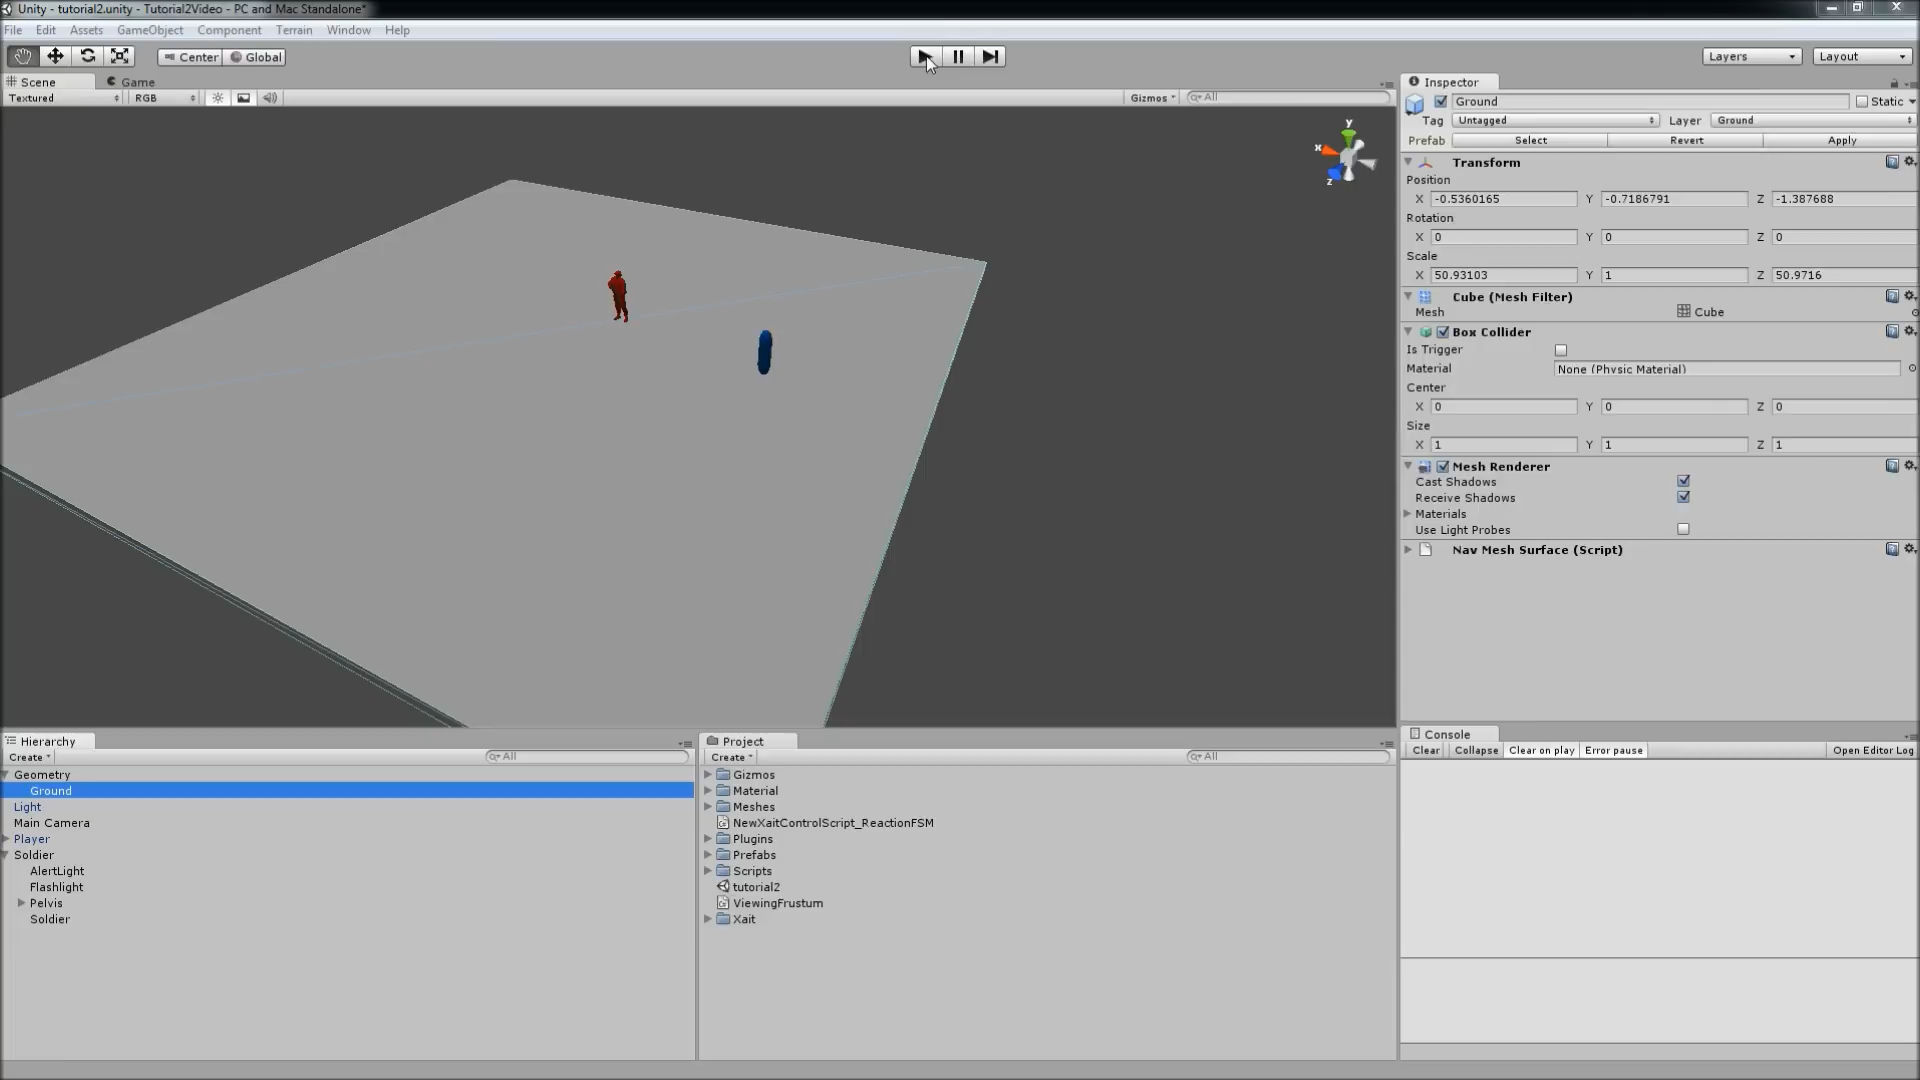 Unity - tutorial2.unity - Tutorial2Video - PC and Mac Standalone*
File Edit Assets GameObject Component Terrain Window Help
Center Global Layers Layout
Scene Game
Textured RGB Gizmos All
Inspector
Ground Static
Tag Untagged Layer Ground
Prefab Select Revert Apply
Transform
Position
X -0.5360165 Y -0.7186791 Z -1.387688
Rotation
X 0 Y 0 Z 0
Scale
X 50.93103 Y 1 Z 50.9716
Cube (Mesh Filter)
Mesh Cube
Box Collider
Is Trigger
Material None (Physic Material)
Center
X 0 Y 0 Z 0
Size
X 1 Y 1 Z 1
Mesh Renderer
Cast Shadows
Receive Shadows
Materials
Use Light Probes
Nav Mesh Surface (Script)
y
x
z
Hierarchy
Create All
Geometry
Ground
Light
Main Camera
Player
Soldier
AlertLight
Flashlight
Pelvis
Soldier
Project
Create All
Gizmos
Material
Meshes
NewXaitControlScript_ReactionFSM
Plugins
Prefabs
Scripts
tutorial2
ViewingFrustum
Xait
Console
Clear Collapse Clear on play Error pause Open Editor Log